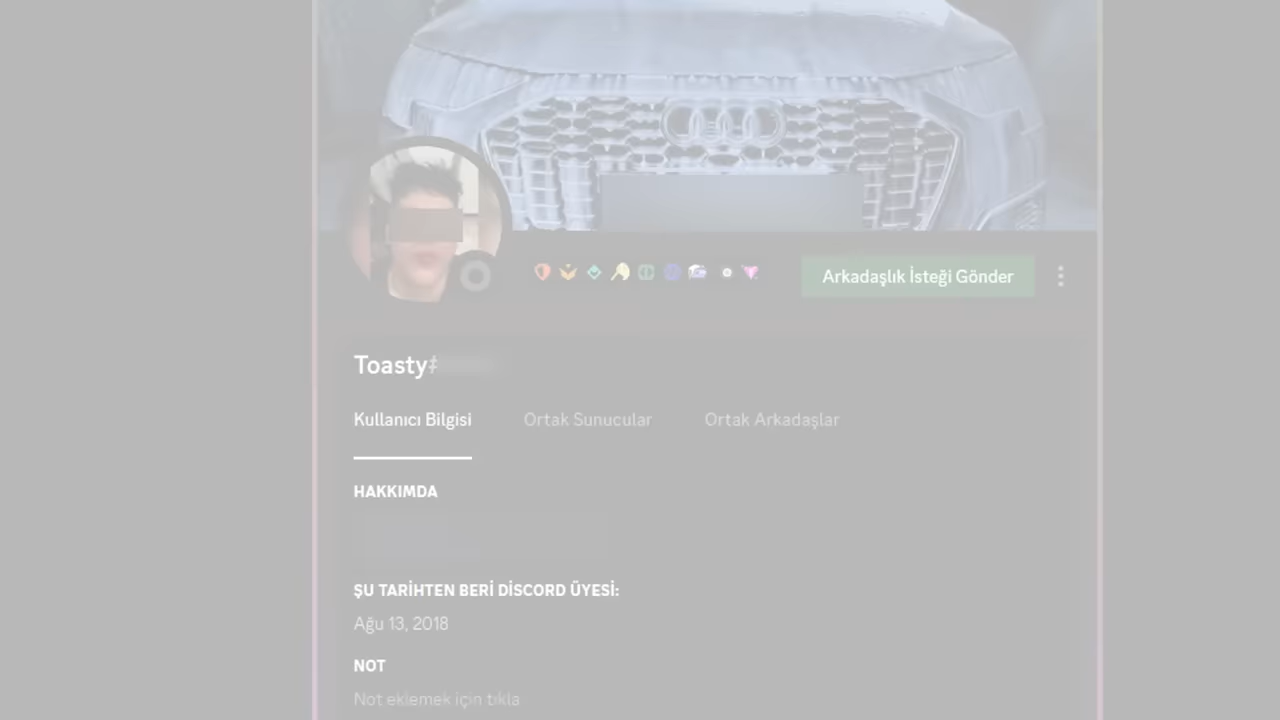 Arkadaşlık İsteği Gönder
Toasty#
Kullanıcı Bilgisi
Ortak Sunucular
Ortak Arkadaşlar
HAKKIMDA
ŞU TARİHTEN BERİ DİSCORD ÜYESİ:
Ağu 13, 2018
NOT
Not eklemek için tıkla